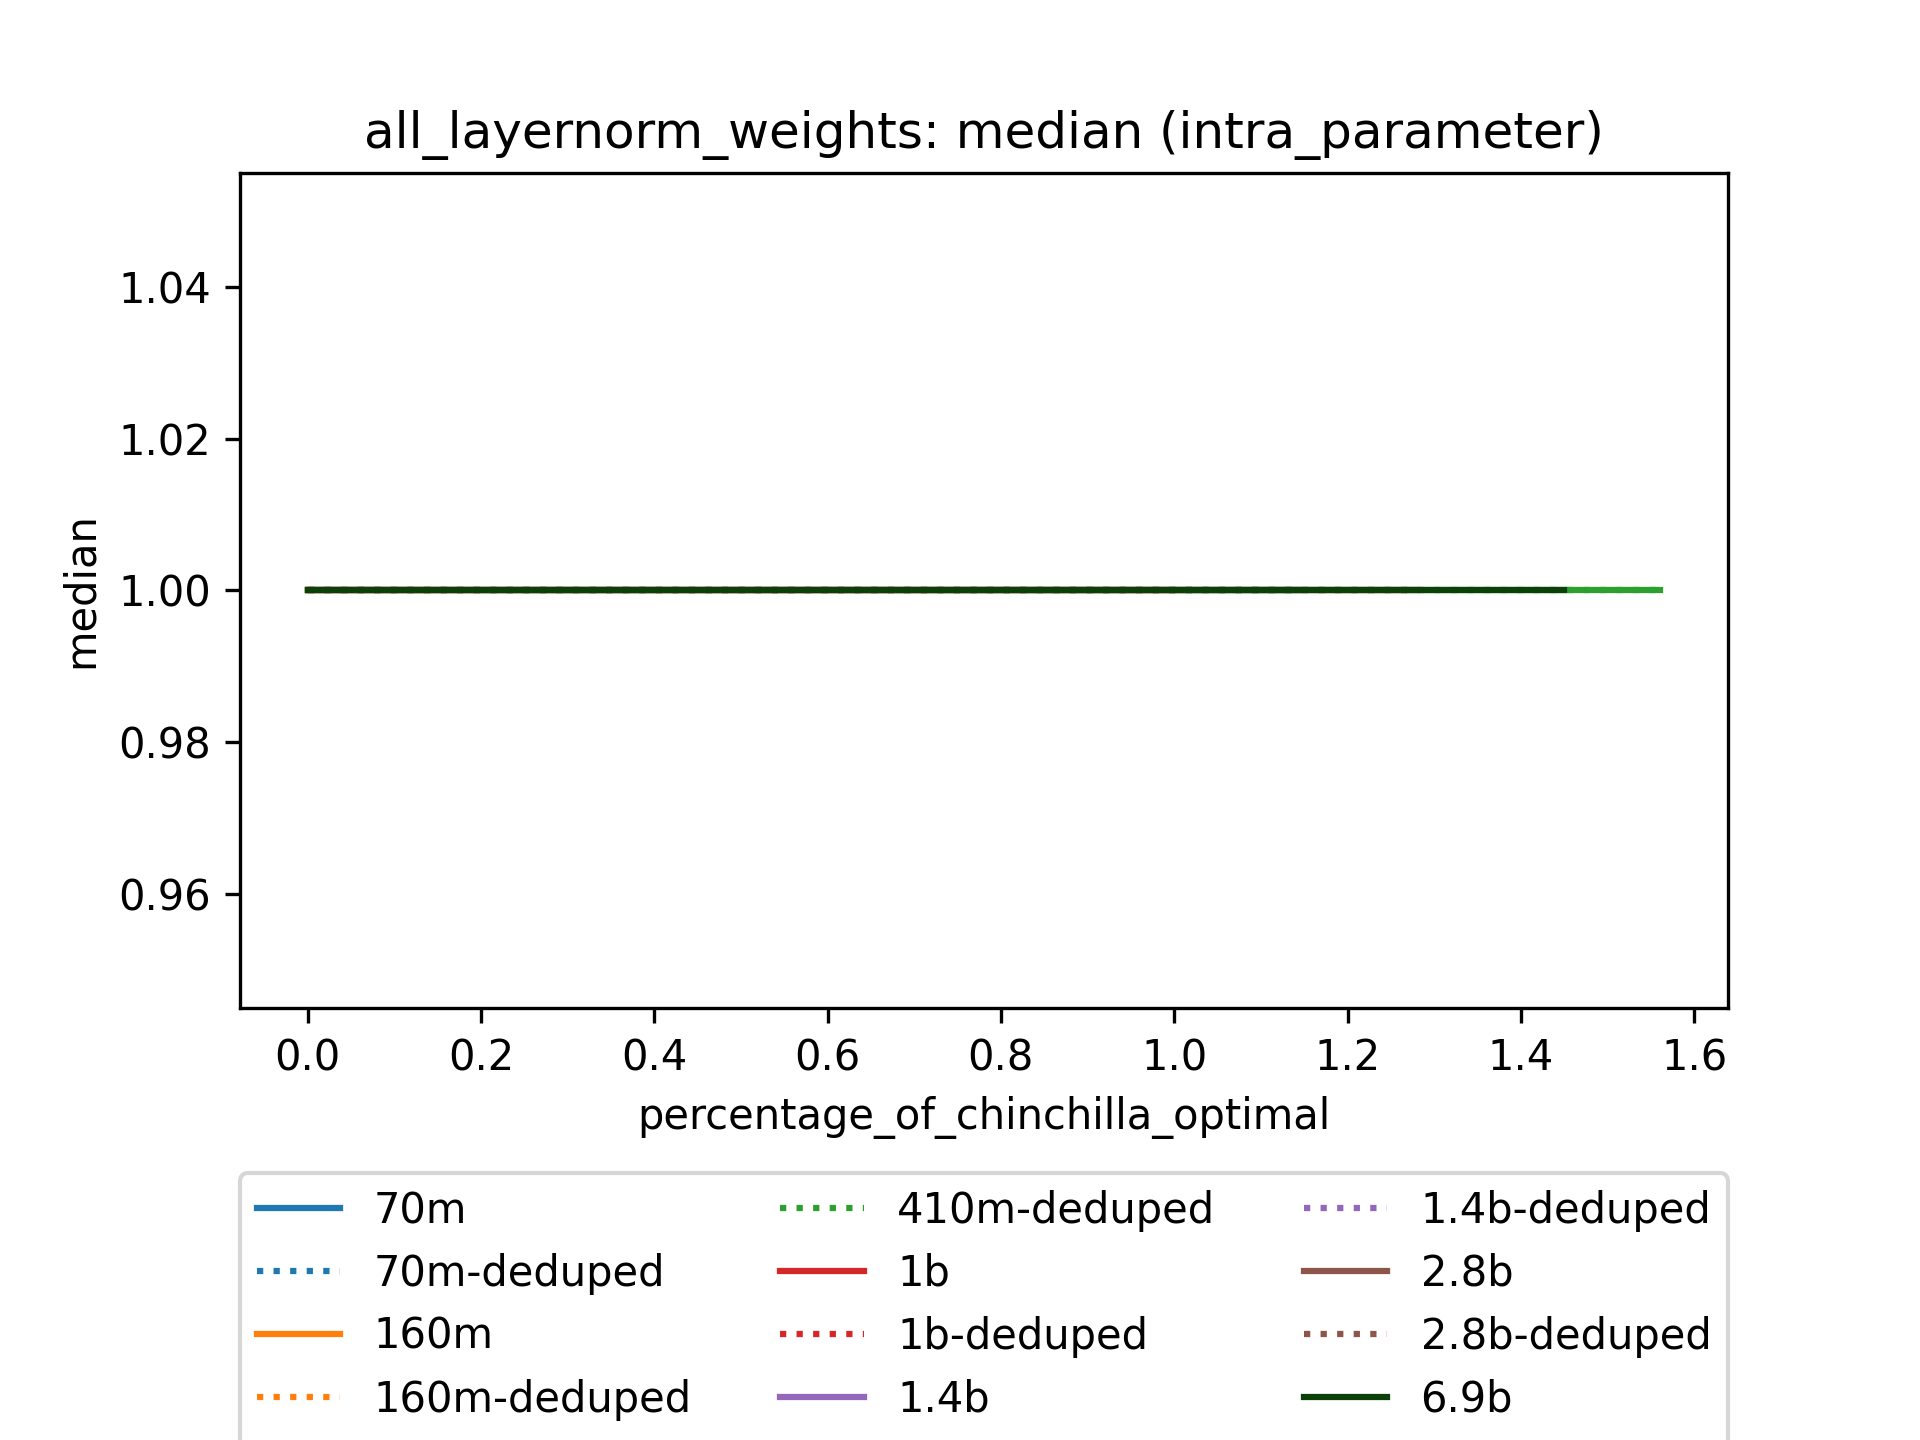 all_layernorm_weights: median (intra_parameter)
median
1.04
1.02
1.00
0.98
0.96
0.0 0.2 0.4 0.6 0.8 1.0 1.2 1.4 1.6
percentage_of_chinchilla_optimal
70m
70m-deduped
160m
160m-deduped
410m-deduped
1b
1b-deduped
1.4b
1.4b-deduped
2.8b
2.8b-deduped
6.9b